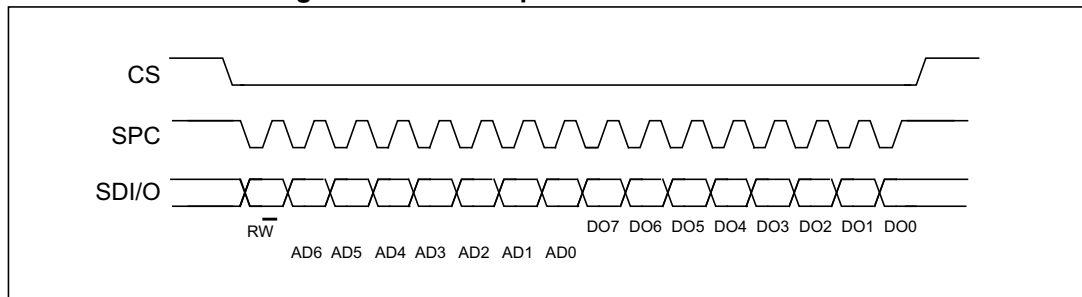 CS
SPC
SDI/O
RW
DO7 DO6 DO5 DO4 DO3 DO2 DO1 DO0
AD6 AD5 AD4 AD3 AD2 AD1 AD0